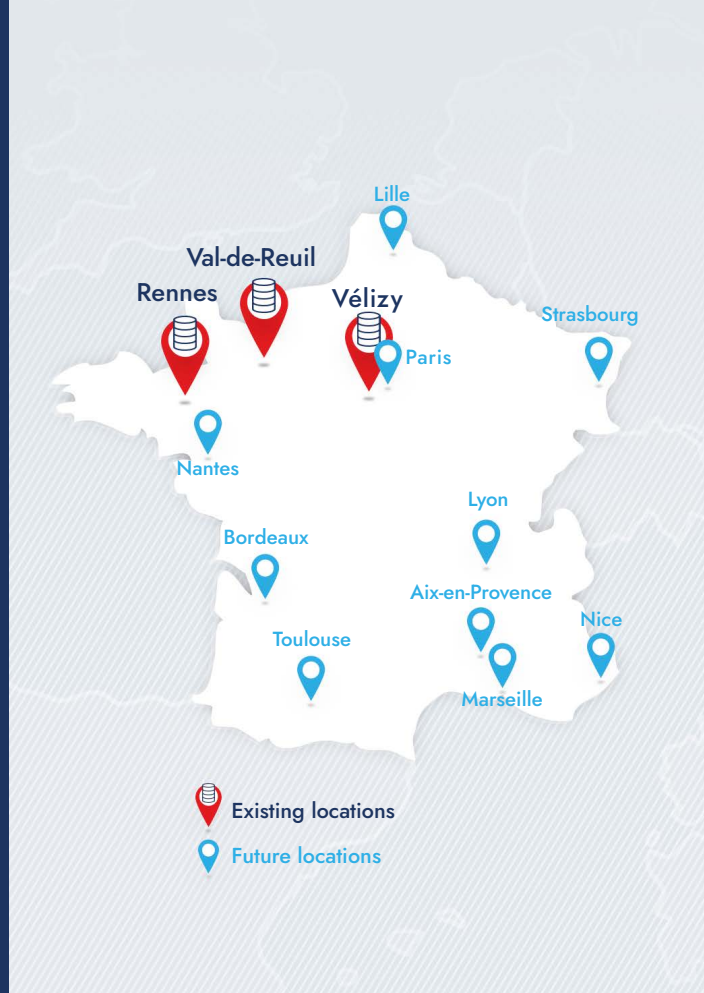 Lille
Val-de-Reuil
Rennes
Vélizy
Strasbourg
Paris
Nantes
Lyon
Bordeaux
Aix-en-Provence
Nice
Toulouse
Marseille
Existing locations
Future locations